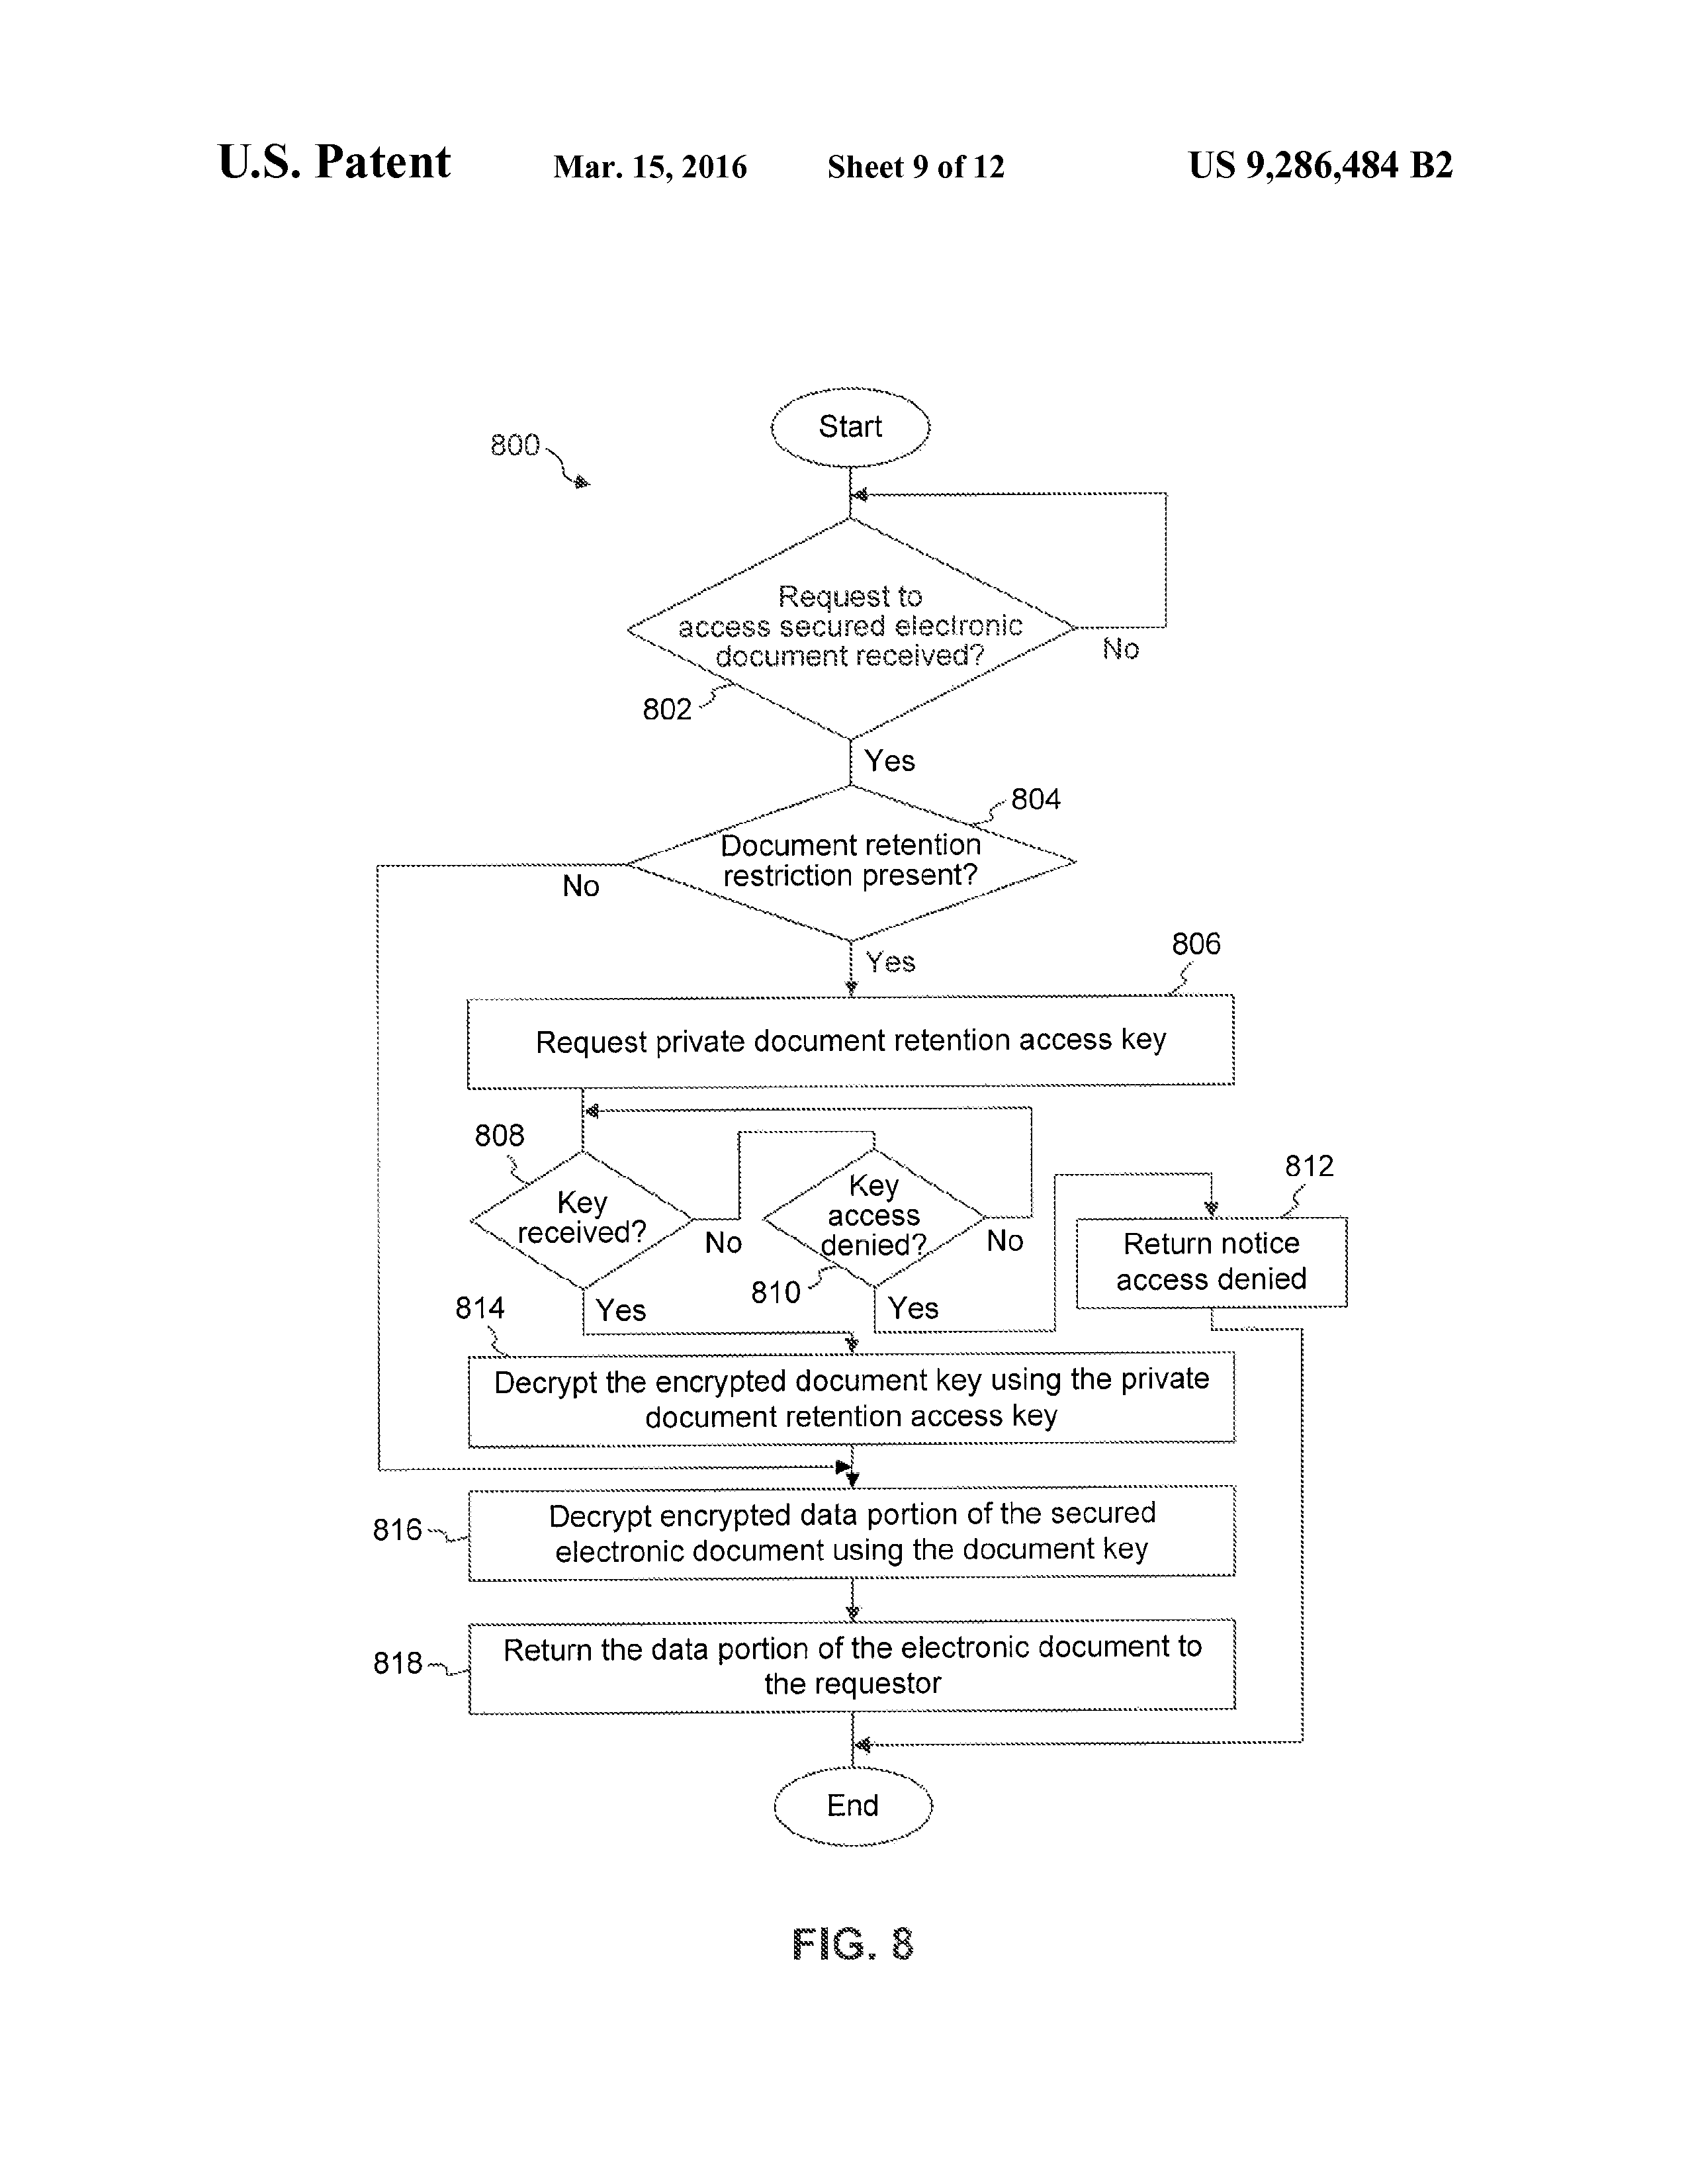 U.S. Patent Mar. 15, 2016 Sheet 9 of 12 US 9,286,484 B2
Start
800
Request to
access secured electronic
document received?
No
802
Yes
804
Document retention
restriction present?
No
Yes
806
Request private document retention access key
808
Key
received?
No
Key
access
denied?
No
812
Return notice
access denied
810
814
Yes
Yes
Decrypt the encrypted document key using the private
document retention access key
816
Decrypt encrypted data portion of the secured
electronic document using the document key
818
Return the data portion of the electronic document to
the requestor
End
FIG. 8